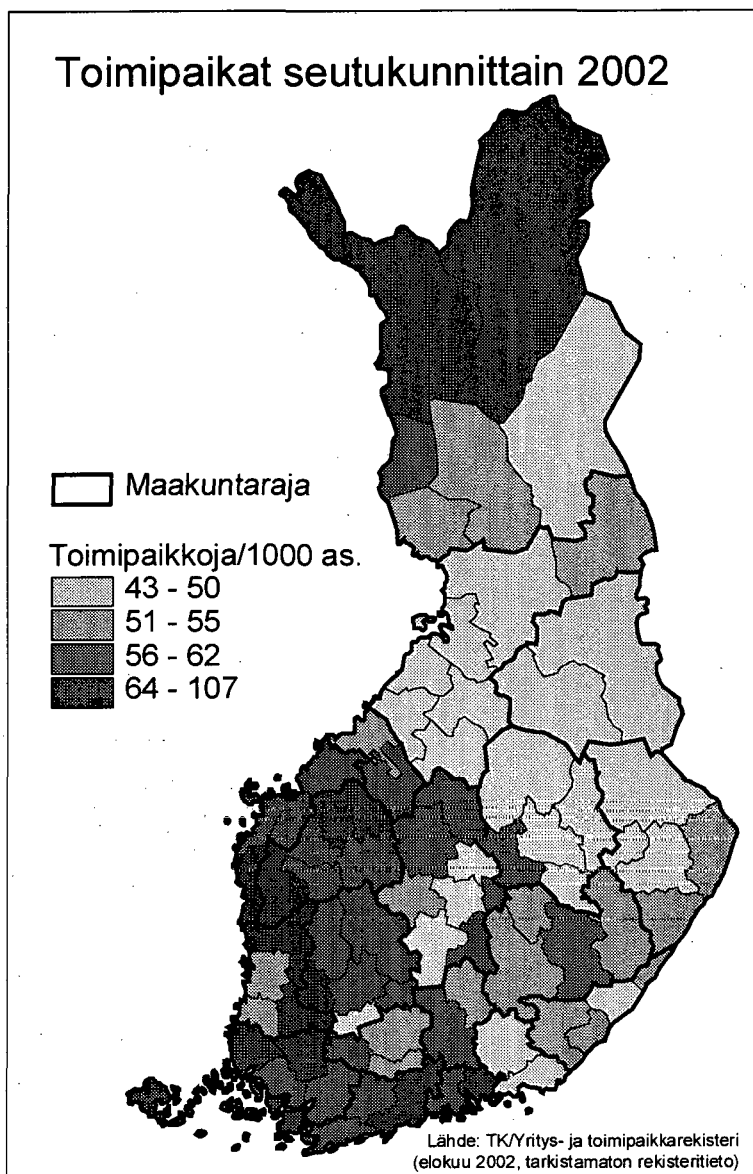 Toimipaikat seutukunnittain 2002
Maakuntaraja
Toimipaikkoja/1000 as.
43 - 50
51 - 55
56 - 62
64 - 107
Lähde: TK/Yritys- ja toimipaikkarekisteri
(elokuu 2002, tarkistamaton rekisteritieto)